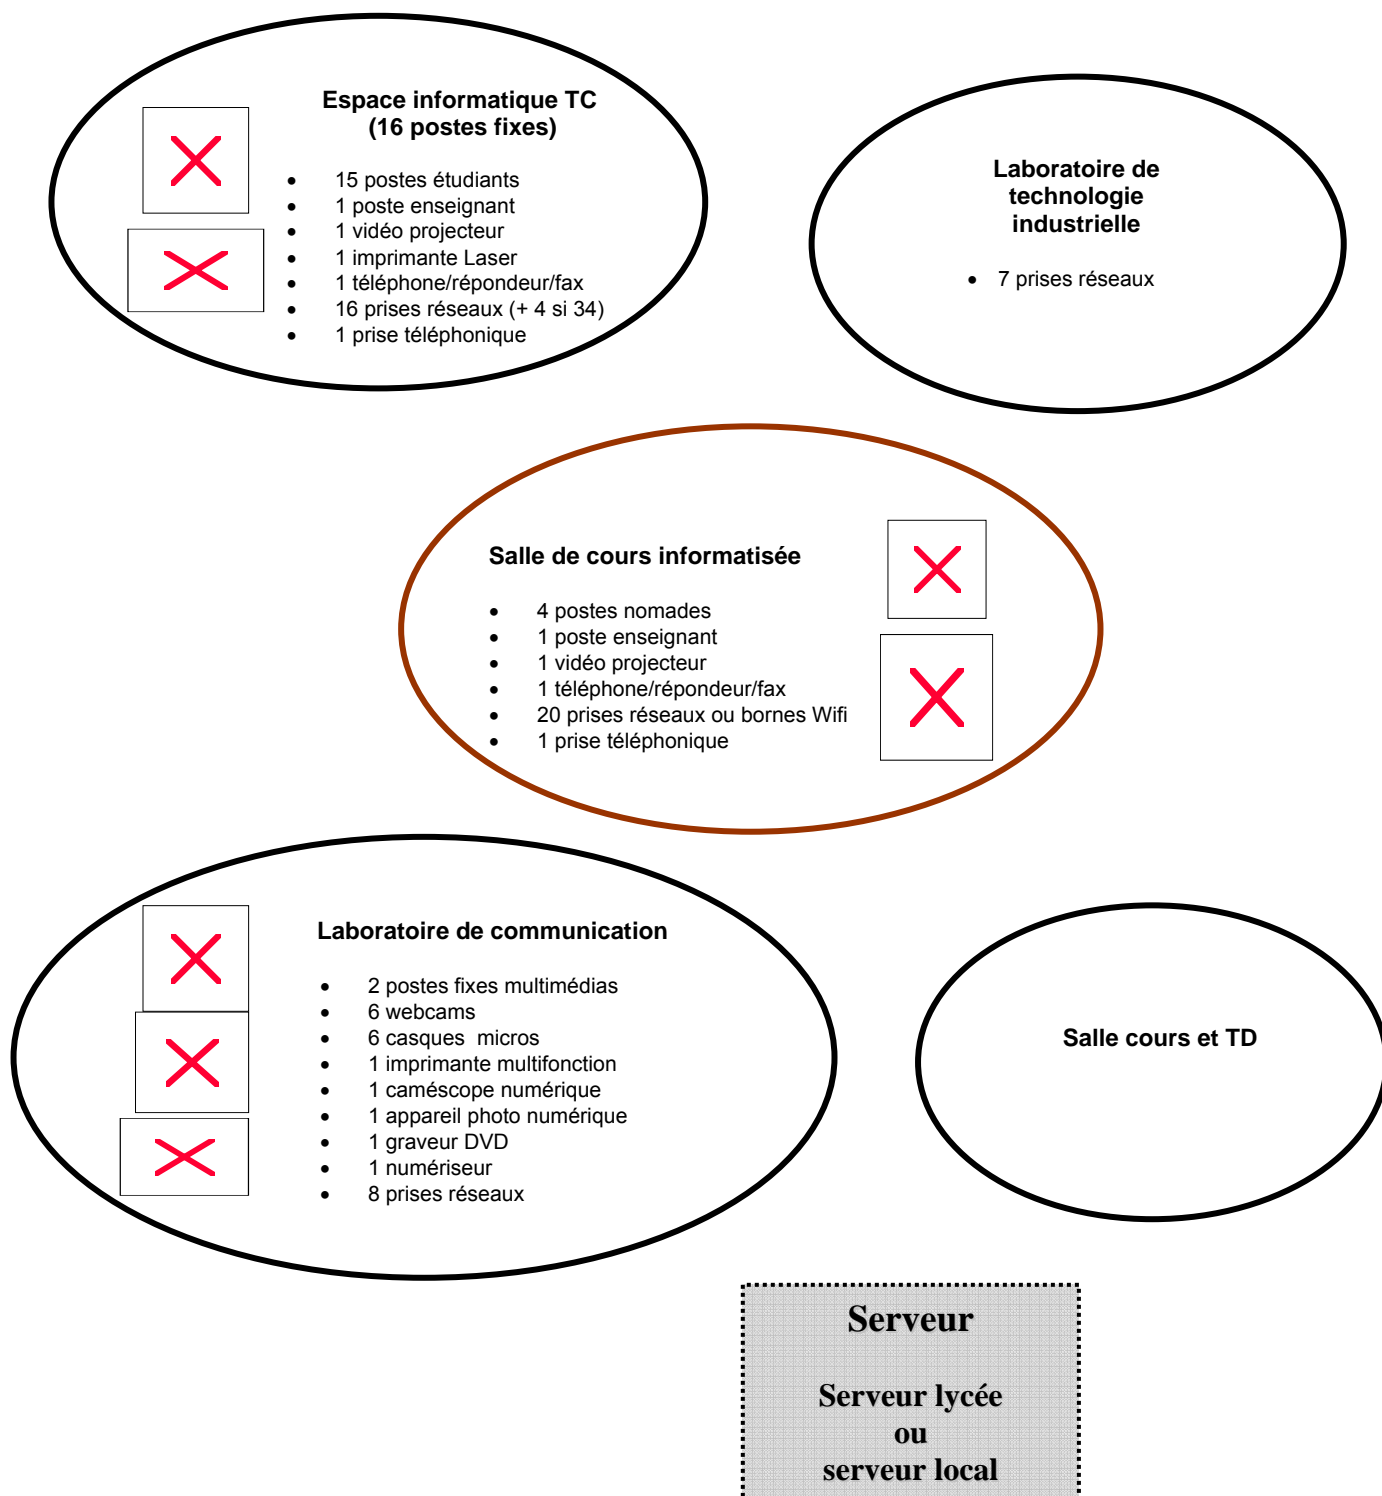 Espace informatique TC
(16 postes fixes)
• 15 postes étudiants
• 1 poste enseignant
• 1 vidéo projecteur
• 1 imprimante Laser
• 1 téléphone/répondeur/fax
• 16 prises réseaux (+ 4 si 34)
• 1 prise téléphonique
Laboratoire de
technologie
industrielle
• 7 prises réseaux
Salle de cours informatisée
• 4 postes nomades
• 1 poste enseignant
• 1 vidéo projecteur
• 1 téléphone/répondeur/fax
• 20 prises réseaux ou bornes Wifi
• 1 prise téléphonique
Laboratoire de communication
• 2 postes fixes multimédias
• 6 webcams
• 6 casques  micros
• 1 imprimante multifonction
• 1 caméscope numérique
• 1 appareil photo numérique
• 1 graveur DVD
• 1 numériseur
• 8 prises réseaux
Salle cours et TD
Serveur
Serveur lycée
ou
serveur local